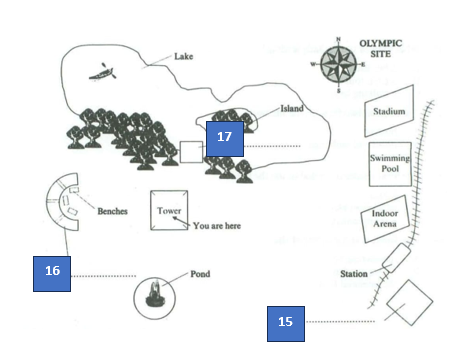 OLYMPIC
SITE
N
W
E
S
Lake
Island
Stadium
17
Swimming
Pool
Benches
Tower
You are here
Indoor
Arena
16
Pond
Station
15